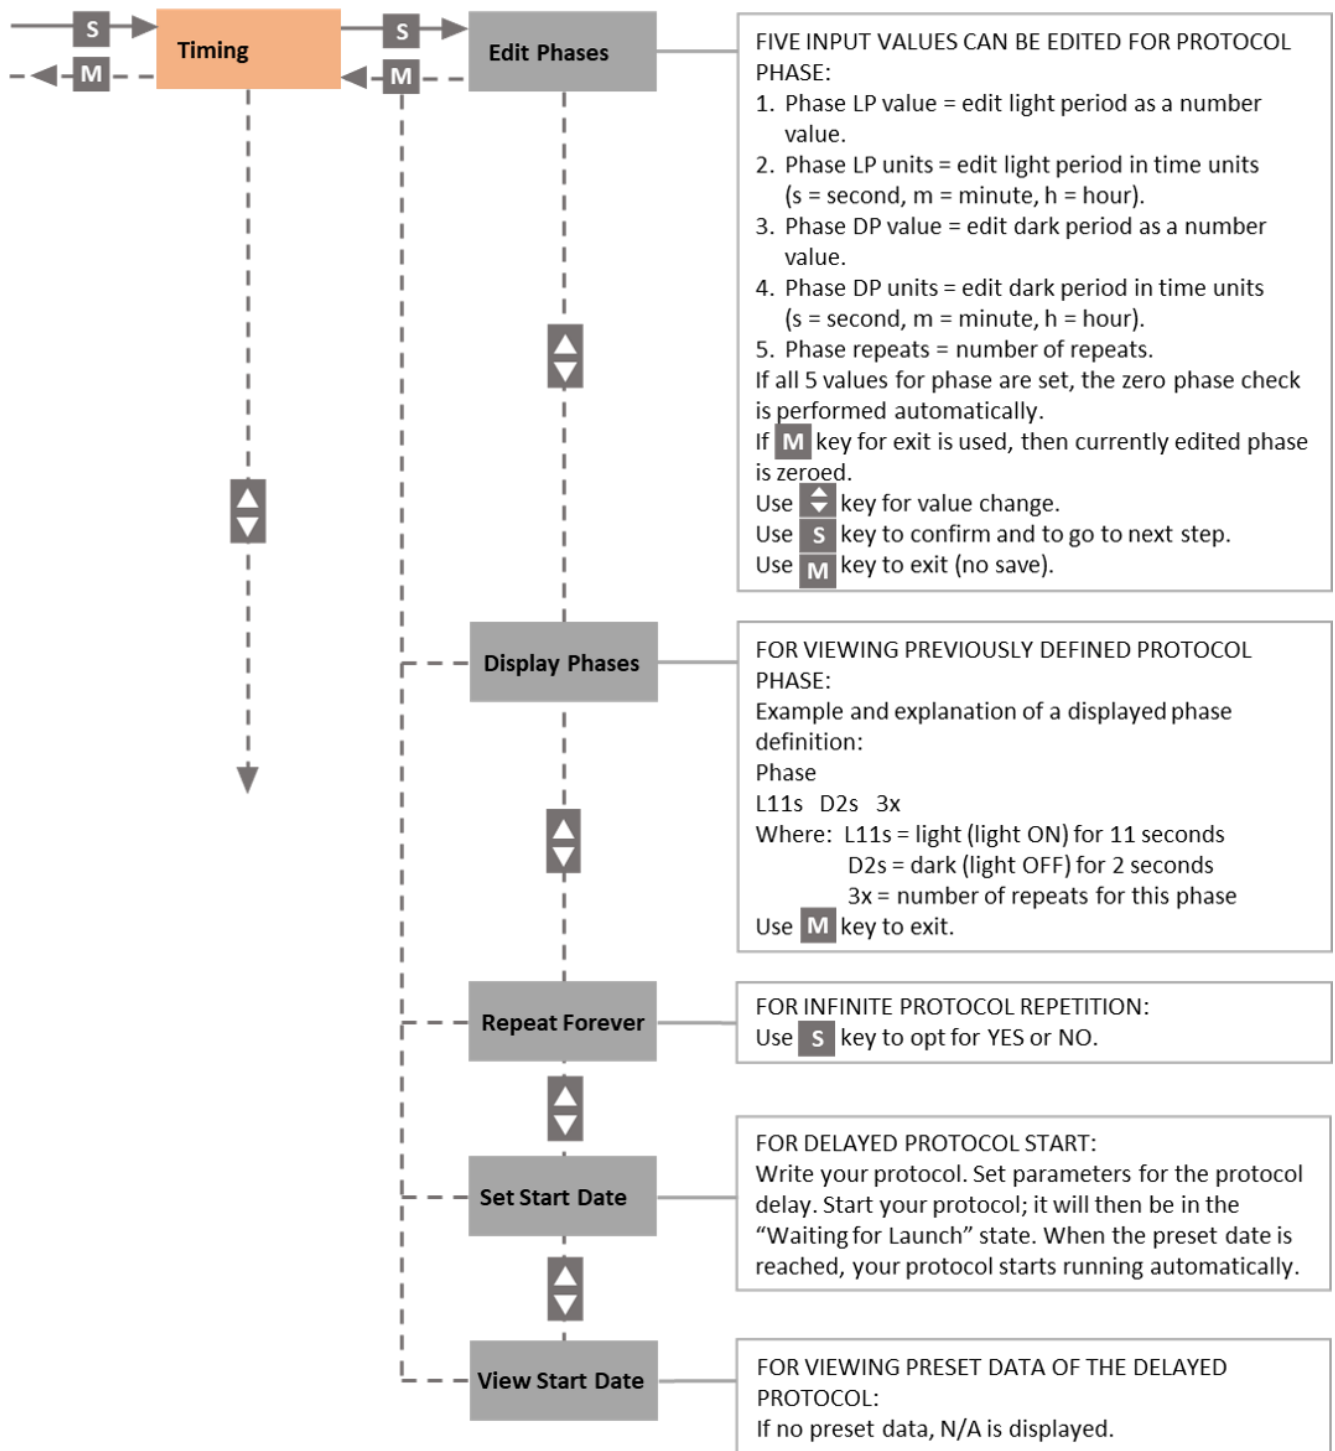 S
Timing
M
S
Edit Phases
M
FIVE INPUT VALUES CAN BE EDITED FOR PROTOCOL
PHASE:
1. Phase LP value = edit light period as a number
value.
2. Phase LP units = edit light period in time units
(s = second, m = minute, h = hour).
3. Phase DP value = edit dark period as a number
value.
4. Phase DP units = edit dark period in time units
(s = second, m = minute, h = hour).
5. Phase repeats = number of repeats.
If all 5 values for phase are set, the zero phase check
is performed automatically.
If M key for exit is used, then currently edited phase
is zeroed.
Use key for value change.
Use S key to confirm and to go to next step.
Use M key to exit (no save).
Display Phases
FOR VIEWING PREVIOUSLY DEFINED PROTOCOL
PHASE:
Example and explanation of a displayed phase
definition:
Phase
L11s D2s 3x
Where: L11s = light (light ON) for 11 seconds
D2s = dark (light OFF) for 2 seconds
3x = number of repeats for this phase
Use M key to exit.
Repeat Forever
FOR INFINITE PROTOCOL REPETITION:
Use S key to opt for YES or NO.
Set Start Date
FOR DELAYED PROTOCOL START:
Write your protocol. Set parameters for the protocol
delay. Start your protocol; it will then be in the
“Waiting for Launch” state. When the preset date is
reached, your protocol starts running automatically.
View Start Date
FOR VIEWING PRESET DATA OF THE DELAYED
PROTOCOL:
If no preset data, N/A is displayed.